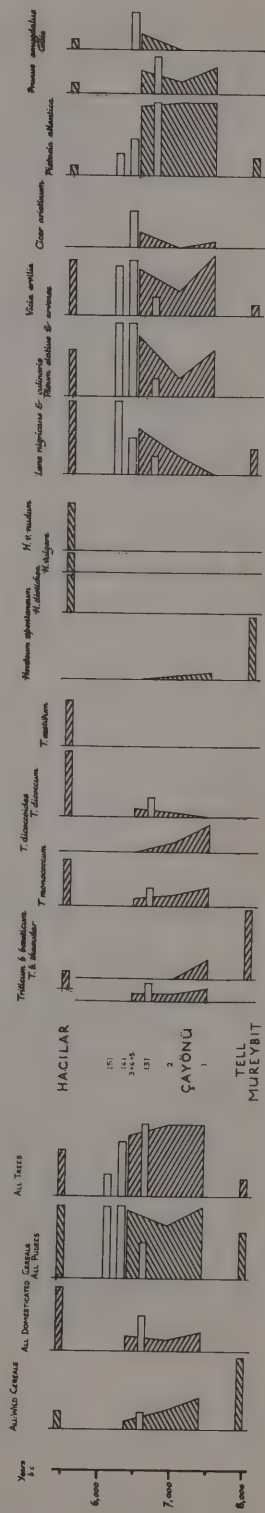 Years
b c
6,000
7,000
8,000
ALL WILD CEREALS
ALL DOMESTICATED CEREALS
ALL PULSES
ALL TREES
HACILAR
(5)
(4)
3+4+5
(3)
2
ÇAYÖNÜ
1
TELL
MUREYBIT
Triticum b. boeoticum
T. b. thaoudar
T. monococcum
T. dicoccoides
T. dicoccum
T. aestivum
Hordeum spontaneum
H. distichon
H. vulgare
H. v. nudum
Lens nigricans & culinaris
Pisum elatius & arvense
Vicia ervilia
Cicer arietinum
Pistacia atlantica
Prunus amygdalus
Celtis